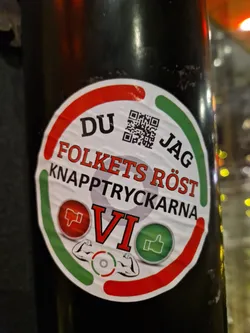 DU JAG
FOLKETS RÖST
KNAPPTRYCKARNA
VI